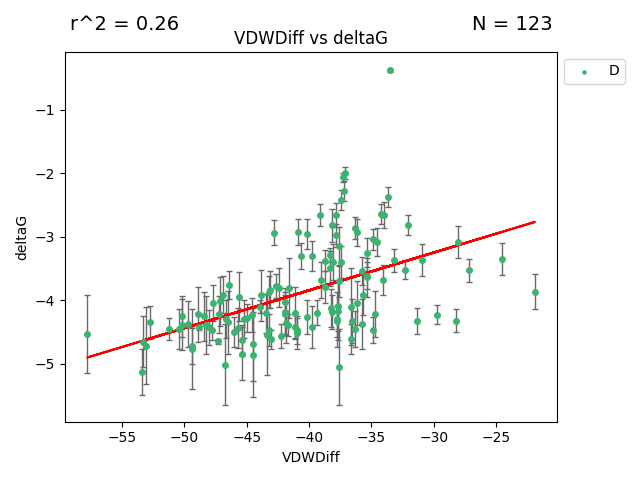 r^2 = 0.26
N = 123
VDWDiff vs deltaG
D
deltaG
−1
−2
−3
−4
−5
−55
−50
−45
−40
−35
−30
−25
VDWDiff